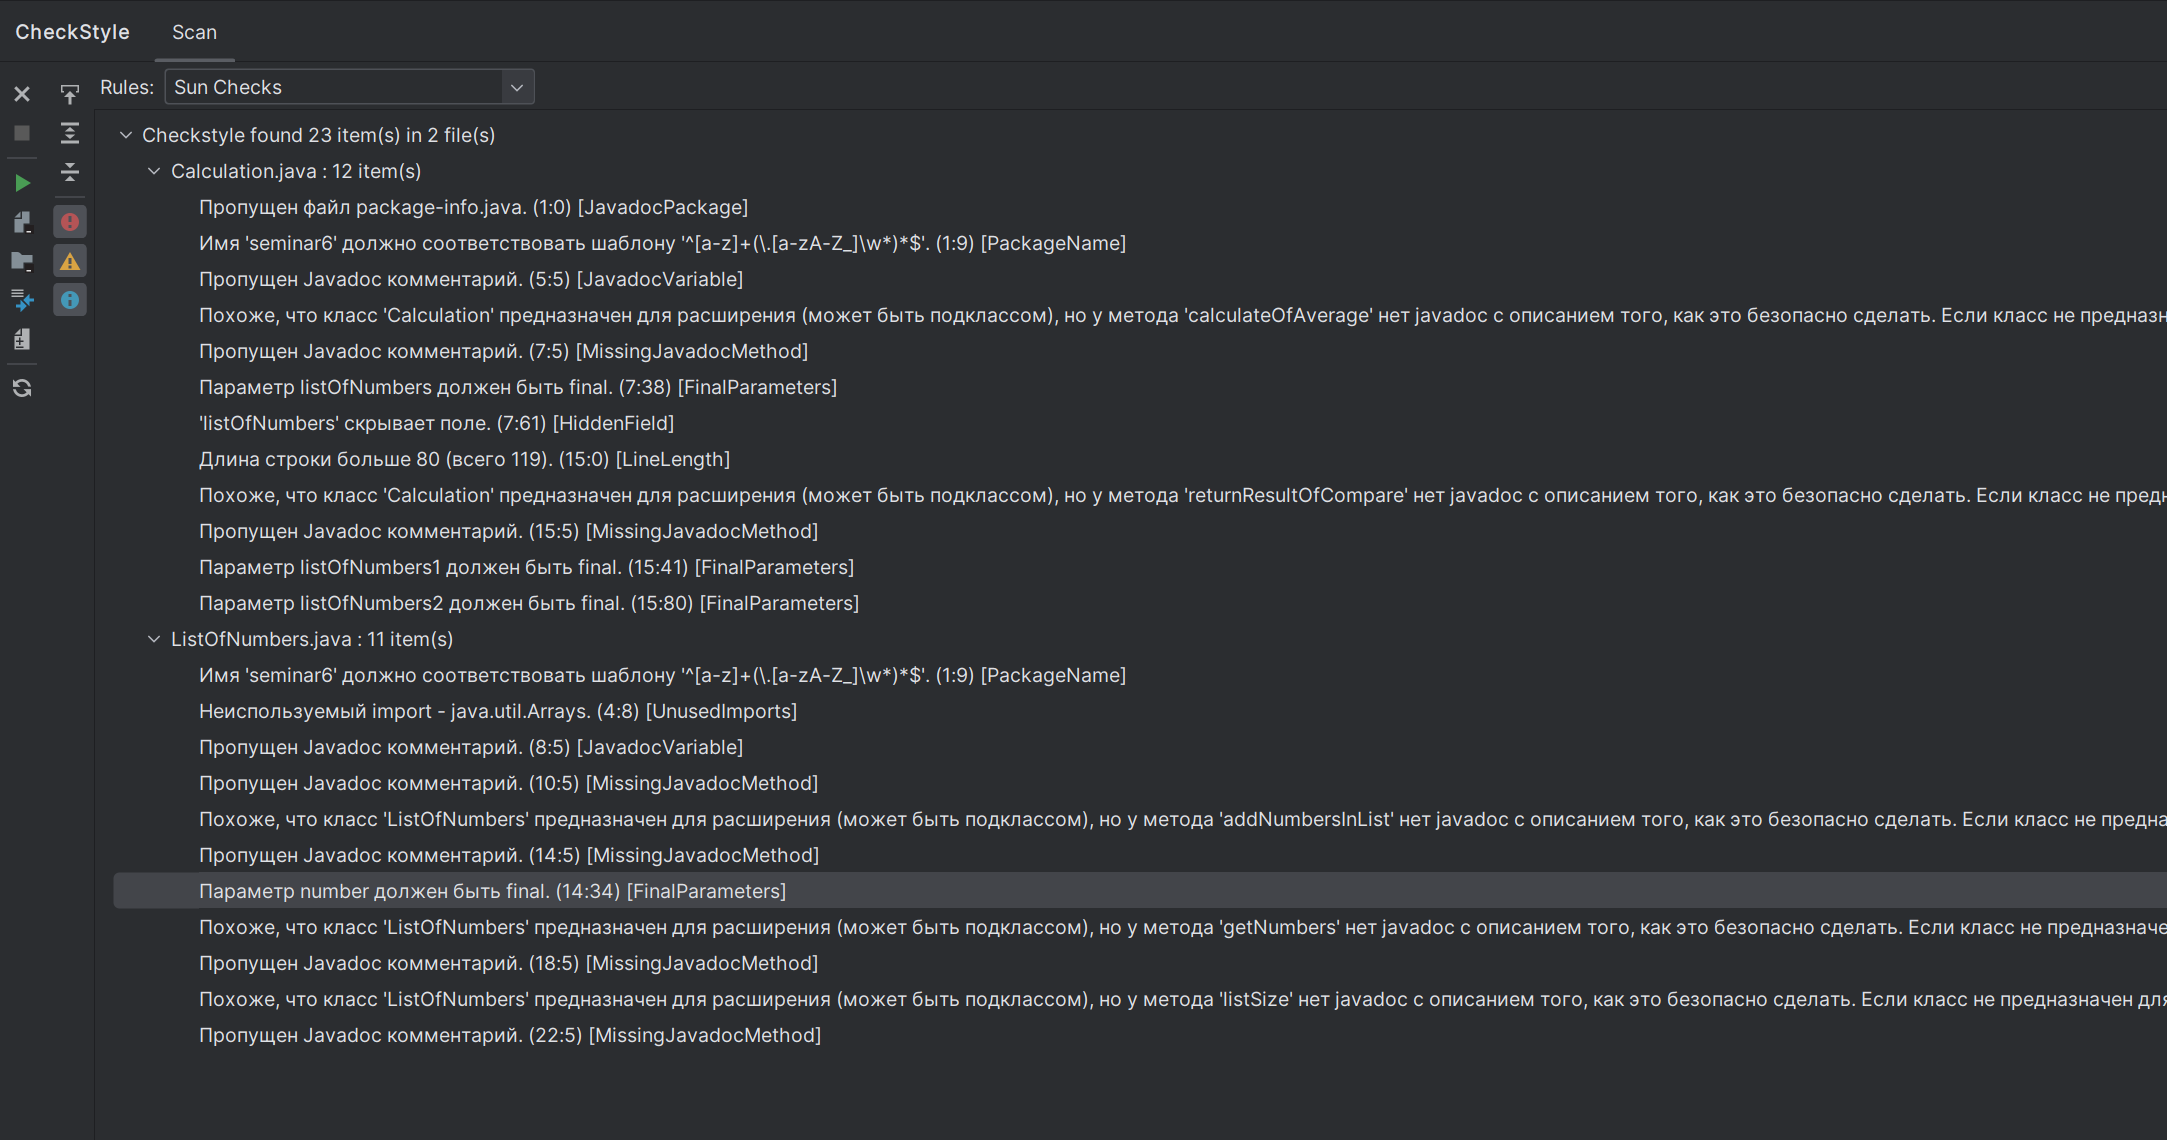 CheckStyle Scan
Rules: Sun Checks
Checkstyle found 23 item(s) in 2 file(s)
Calculation.java : 12 item(s)
Пропущен файл package-info.java. (1:0) [JavadocPackage]
Имя 'seminar6' должно соответствовать шаблону '^[a-z]+(\.[a-zA-Z_]\w*)*$'. (1:9) [PackageName]
Пропущен Javadoc комментарий. (5:5) [JavadocVariable]
Похоже, что класс 'Calculation' предназначен для расширения (может быть подклассом), но у метода 'calculateOfAverage' нет javadoc с описанием того, как это безопасно сделать. Если класс не предназн
Пропущен Javadoc комментарий. (7:5) [MissingJavadocMethod]
Параметр listOfNumbers должен быть final. (7:38) [FinalParameters]
'listOfNumbers' скрывает поле. (7:61) [HiddenField]
Длина строки больше 80 (всего 119). (15:0) [LineLength]
Похоже, что класс 'Calculation' предназначен для расширения (может быть подклассом), но у метода 'returnResultOfCompare' нет javadoc с описанием того, как это безопасно сделать. Если класс не предн
Пропущен Javadoc комментарий. (15:5) [MissingJavadocMethod]
Параметр listOfNumbers1 должен быть final. (15:41) [FinalParameters]
Параметр listOfNumbers2 должен быть final. (15:80) [FinalParameters]
ListOfNumbers.java : 11 item(s)
Имя 'seminar6' должно соответствовать шаблону '^[a-z]+(\.[a-zA-Z_]\w*)*$'. (1:9) [PackageName]
Неиспользуемый import - java.util.Arrays. (4:8) [UnusedImports]
Пропущен Javadoc комментарий. (8:5) [JavadocVariable]
Пропущен Javadoc комментарий. (10:5) [MissingJavadocMethod]
Похоже, что класс 'ListOfNumbers' предназначен для расширения (может быть подклассом), но у метода 'addNumbersInList' нет javadoc с описанием того, как это безопасно сделать. Если класс не предна
Пропущен Javadoc комментарий. (14:5) [MissingJavadocMethod]
Параметр number должен быть final. (14:34) [FinalParameters]
Похоже, что класс 'ListOfNumbers' предназначен для расширения (может быть подклассом), но у метода 'getNumbers' нет javadoc с описанием того, как это безопасно сделать. Если класс не предназначе
Пропущен Javadoc комментарий. (18:5) [MissingJavadocMethod]
Похоже, что класс 'ListOfNumbers' предназначен для расширения (может быть подклассом), но у метода 'listSize' нет javadoc с описанием того, как это безопасно сделать. Если класс не предназначен для
Пропущен Javadoc комментарий. (22:5) [MissingJavadocMethod]